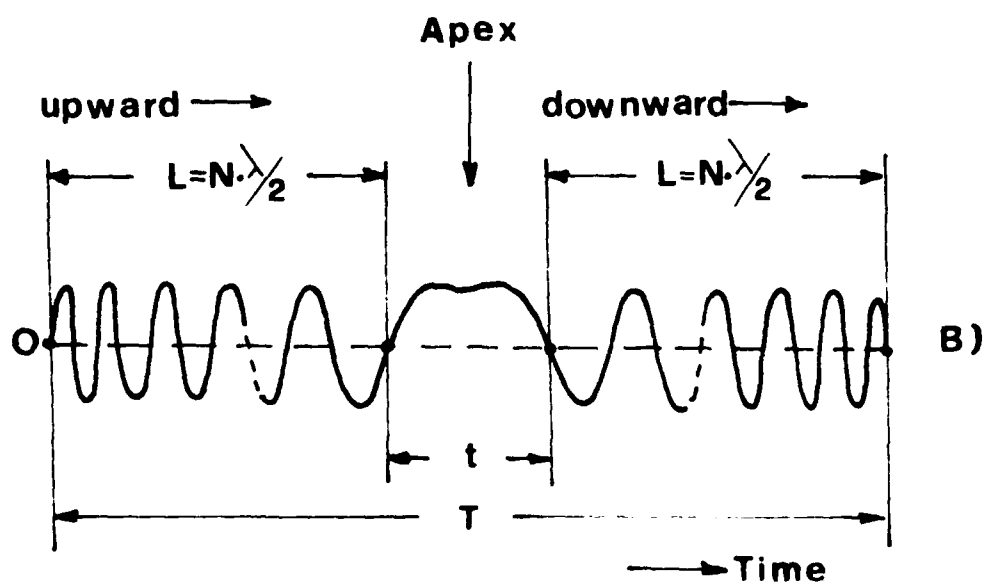 Apex
upward downward
L=N·λ/2 L=N·λ/2
O B)
t
T
Time